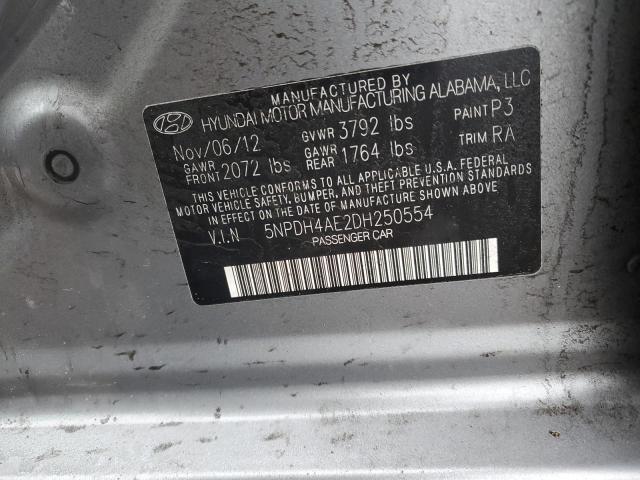 MANUFACTURED BY
HYUNDAI MOTOR MANUFACTURING ALABAMA, LLC
Nov/06/12 GVWR 3792 lbs PAINT P3
GAWR FRONT 2072 lbs GAWR REAR 1764 lbs TRIM RA
THIS VEHICLE CONFORMS TO ALL APPLICABLE U.S.A. FEDERAL
MOTOR VEHICLE SAFETY, BUMPER, AND THEFT PREVENTION STANDARDS
IN EFFECT ON THE DATE OF MANUFACTURE SHOWN ABOVE.
V.I.N 5NPDH4AE2DH250554
PASSENGER CAR